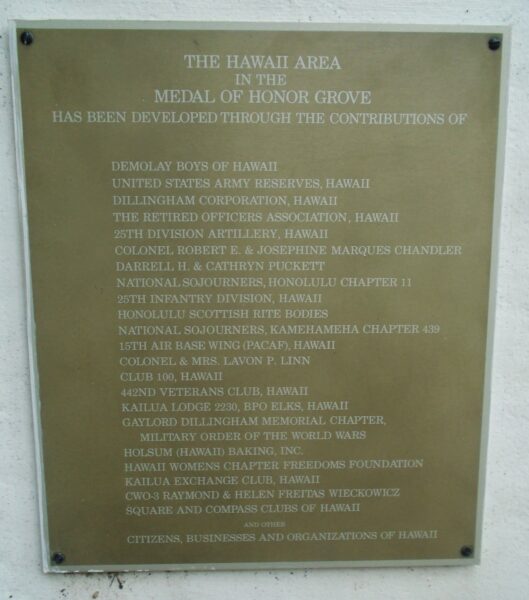 THE HAWAII AREA
IN THE
MEDAL OF HONOR GROVE
HAS BEEN DEVELOPED THROUGH THE CONTRIBUTIONS OF
DEMOLAY BOYS OF HAWAII
UNITED STATES ARMY RESERVES, HAWAII
DILLINGHAM CORPORATION, HAWAII
THE RETIRED OFFICERS ASSOCIATION, HAWAII
25TH DIVISION ARTILLERY, HAWAII
COLONEL ROBERT E. & JOSEPHINE MARQUES CHANDLER
DARRELL H. & CATHRYN PUCKETT
NATIONAL SOJOURNERS, HONOLULU CHAPTER 11
25TH INFANTRY DIVISION, HAWAII
HONOLULU SCOTTISH RITE BODIES
NATIONAL SOJOURNERS, KAMEHAMEHA CHAPTER 439
15TH AIR BASE WING (PACAF), HAWAII
COLONEL & MRS. LAVON P. LINN
CLUB 100, HAWAII
442ND VETERANS CLUB, HAWAII
KAILUA LODGE 2230, BPO ELKS, HAWAII
GAYLORD DILLINGHAM MEMORIAL CHAPTER,
MILITARY ORDER OF THE WORLD WARS
HOLSUM (HAWAII) BAKING, INC.
HAWAII WOMENS CHAPTER FREEDOMS FOUNDATION
KAILUA EXCHANGE CLUB, HAWAII
CWO-3 RAYMOND & HELEN FREITAS WIECKOWICZ
SQUARE AND COMPASS CLUBS OF HAWAII
AND OTHER
CITIZENS, BUSINESSES AND ORGANIZATIONS OF HAWAII